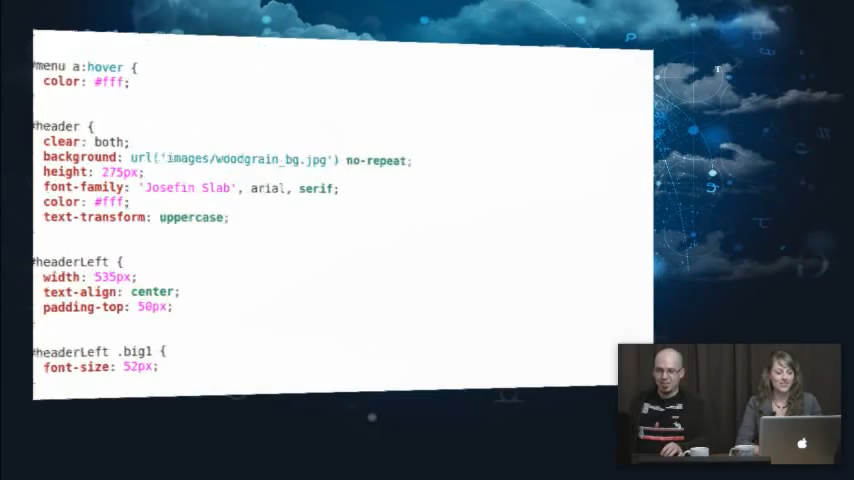 #menu a:hover {
color: #fff;
#header {
clear: both;
background: url('images/woodgrain_bg.jpg') no-repeat;
height: 275px;
font-family: 'Josefin Slab', arial, serif;
color: #fff;
text-transform: uppercase;
#headerLeft {
width: 535px;
text-align: center;
padding-top: 50px;
#headerLeft .big1 {
font-size: 52px;